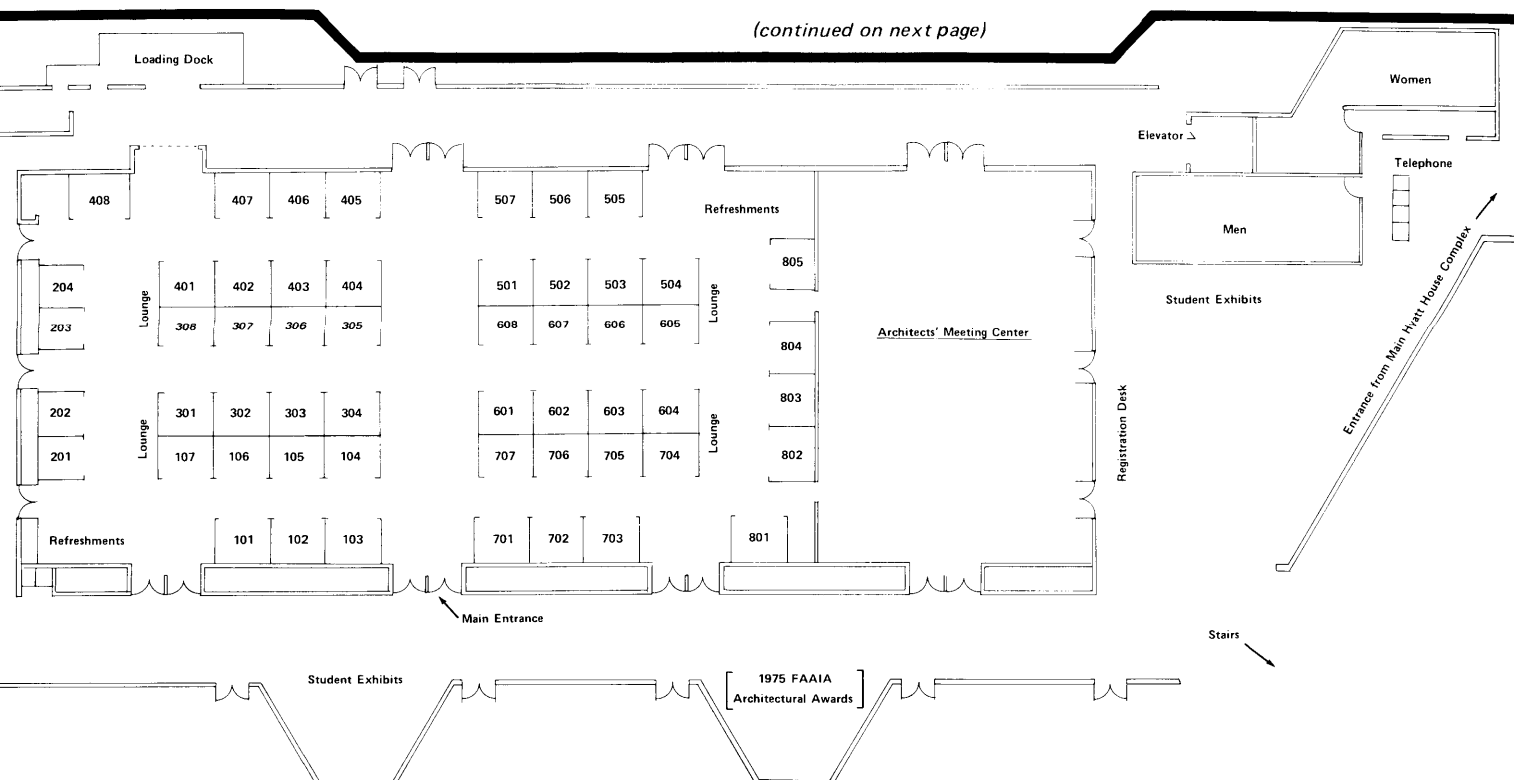 (continued on next page)
Loading Dock
Women
Elevator
Telephone
408
407 406 405
507 506 505
Refreshments
Men
805
204
Lounge
401 402 403 404
501 502 503 504
Lounge
203
308 307 306 305
608 607 606 605
Student Exhibits
Entrance from Main Hyatt House Complex
804
Architects' Meeting Center
803
202
Lounge
301 302 303 304
601 602 603 604
Lounge
Registration Desk
201
107 106 105 104
707 706 705 704
802
Refreshments
101 102 103
701 702 703
801
Main Entrance
Stairs
Student Exhibits
1975 FAAIA
Architectural Awards